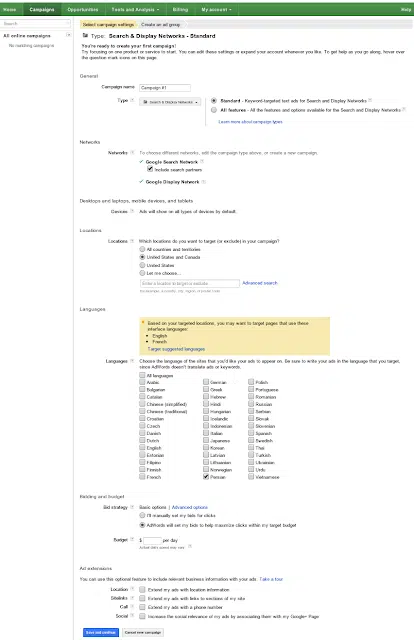 Home Campaigns Opportunities Tools and Analysis Billing My account Help
Search
All online campaigns
No matching campaigns
Select campaign settings Create an ad group
Type: Search & Display Networks - Standard
You're ready to create your first campaign!
Try focusing on one product or service to start. You can edit these settings or expand your account whenever you like. To get help as you go along, hover over
the question mark icons on this page.
General
Campaign name Campaign #1
Type ? SEARCH & DISPLAY NETWORKS
Standard - Keyword-targeted text ads for Search and Display Networks ?
All features - All the features and options available for the Search and Display Networks ?
Learn more about campaign types
Networks
Networks ? To choose different networks, edit the campaign type above, or create a new campaign.
Google Search Network ?
Include search partners
Google Display Network ?
Desktops and laptops, mobile devices, and tablets
Devices ? Ads will show on all types of devices by default.
Locations
Locations ? Which locations do you want to target (or exclude) in your campaign?
All countries and territories
United States and Canada
United States
Let me choose...
Enter a location to target or exclude. Advanced search
Languages
Based on your targeted locations, you may want to target pages that use these
interface languages:
English
French
Target suggested languages
Languages ? Choose the language of the sites that you'd like your ads to appear on. Be sure to write your ads in the language that you target,
since AdWords doesn't translate ads or keywords.
All languages
Arabic German Polish
Bulgarian Greek Portuguese
Catalan Hebrew Romanian
Chinese (simplified) Hindi Russian
Chinese (traditional) Hungarian Serbian
Croatian Icelandic Slovak
Czech Indonesian Slovenian
Danish Italian Spanish
Dutch Japanese Swedish
English Korean Thai
Estonian Latvian Turkish
Filipino Lithuanian Ukrainian
Finnish Norwegian Urdu
French Persian Vietnamese
Bidding and budget
Bid strategy ? Basic options | Advanced options
I'll manually set my bids for clicks
AdWords will set my bids to help maximize clicks within my target budget
Budget ? $ per day
Actual daily spend may vary. ?
Ad extensions
You can use this optional feature to include relevant business information with your ads. Take a tour
Location ? Extend my ads with location information
Sitelinks ? Extend my ads with links to sections of my site
Call ? Extend my ads with a phone number
Social ? Increase the social relevance of my ads by associating them with my Google+ Page
Save and continue Cancel new campaign